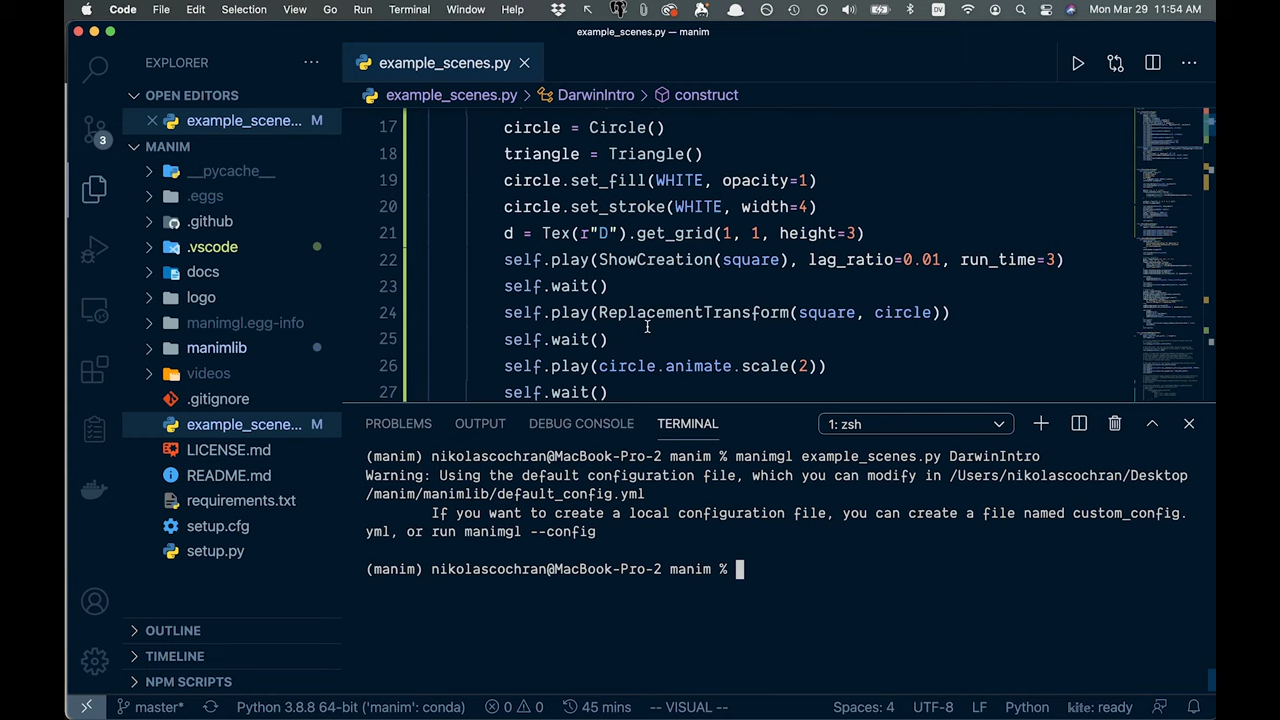 Code File Edit Selection View Go Run Terminal Window Help DV Mon Mar 29 11:54 AM
example_scenes.py — manim
EXPLORER ···
example_scenes.py
OPEN EDITORS
example_scenes.py > DarwinIntro > construct
example_scene... M
MANIM
__pycache__
.eggs
.github
.vscode
docs
logo
manimgl.egg-info
manimlib
videos
.gitignore
example_scene... M
LICENSE.md
README.md
requirements.txt
setup.cfg
setup.py
OUTLINE
TIMELINE
NPM SCRIPTS
3
17 circle = Circle()
18 triangle = Triangle()
19 circle.set_fill(WHITE, opacity=1)
20 circle.set_stroke(WHITE, width=4)
21 d = Tex(r"D").get_grid(1, 1, height=3)
22 self.play(ShowCreation(square), lag_ratio=0.01, run_time=3)
23 self.wait()
24 self.play(ReplacementTransform(square, circle))
25 self.wait()
26 self.play(circle.animate.scale(2))
27 self.wait()
PROBLEMS OUTPUT DEBUG CONSOLE TERMINAL 1: zsh
(manim) nikolascochran@MacBook-Pro-2 manim % manimgl example_scenes.py DarwinIntro
Warning: Using the default configuration file, which you can modify in /Users/nikolascochran/Desktop
/manim/manimlib/default_config.yml
If you want to create a local configuration file, you can create a file named custom_config.
yml, or run manimgl --config
(manim) nikolascochran@MacBook-Pro-2 manim %
master* Python 3.8.8 64-bit ('manim': conda) 0 0 45 mins -- VISUAL -- Spaces: 4 UTF-8 LF Python kite: ready